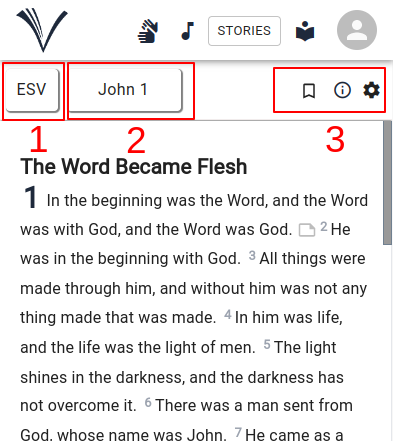 STORIES
ESV
John 1
1
2
3
The Word Became Flesh
1 In the beginning was the Word, and the Word
was with God, and the Word was God. 2 He
was in the beginning with God. 3 All things were
made through him, and without him was not any
thing made that was made. 4 In him was life,
and the life was the light of men. 5 The light
shines in the darkness, and the darkness has
not overcome it. 6 There was a man sent from
God, whose name was John. 7 He came as a